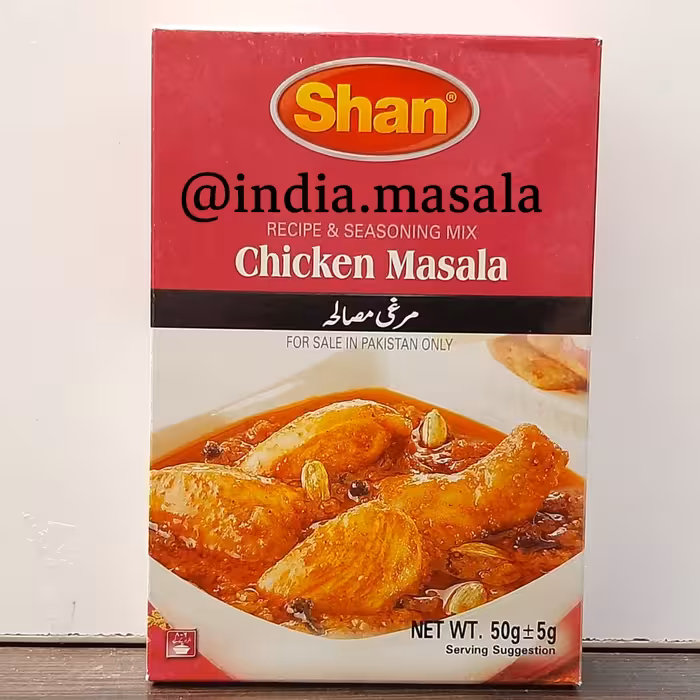 Shan®
@india.masala
RECIPE & SEASONING MIX
Chicken Masala
مرغی مصالحہ
FOR SALE IN PAKISTAN ONLY
NET WT. 50g±5g
Serving Suggestion